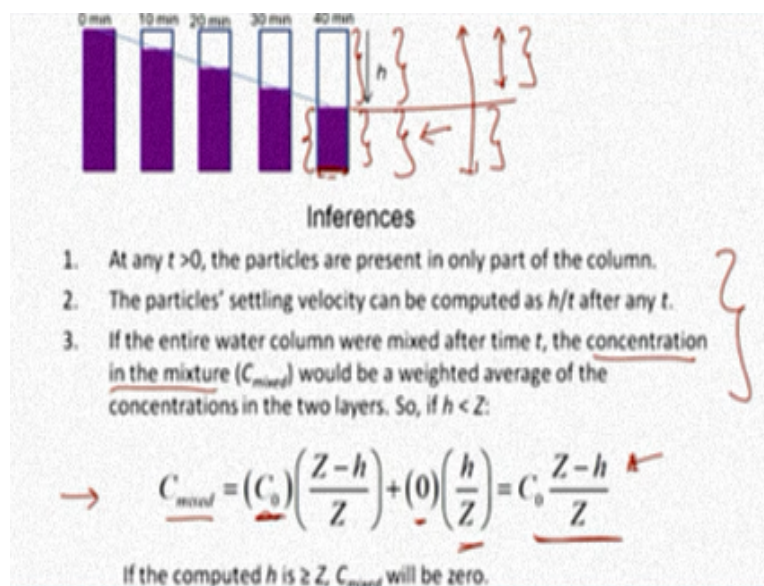 0 min 10 min 20 min 30 min 40 min
h
Inferences
1. At any t >0, the particles are present in only part of the column.
2. The particles' settling velocity can be computed as h/t after any t.
3. If the entire water column were mixed after time t, the concentration
in the mixture (C_mixed) would be a weighted average of the
concentrations in the two layers. So, if h < Z:
C_mixed = (C_0)((Z-h)/Z)+(0)(h/Z) = C_0 (Z-h)/Z
If the computed h is ≥ Z, C_mixed will be zero.